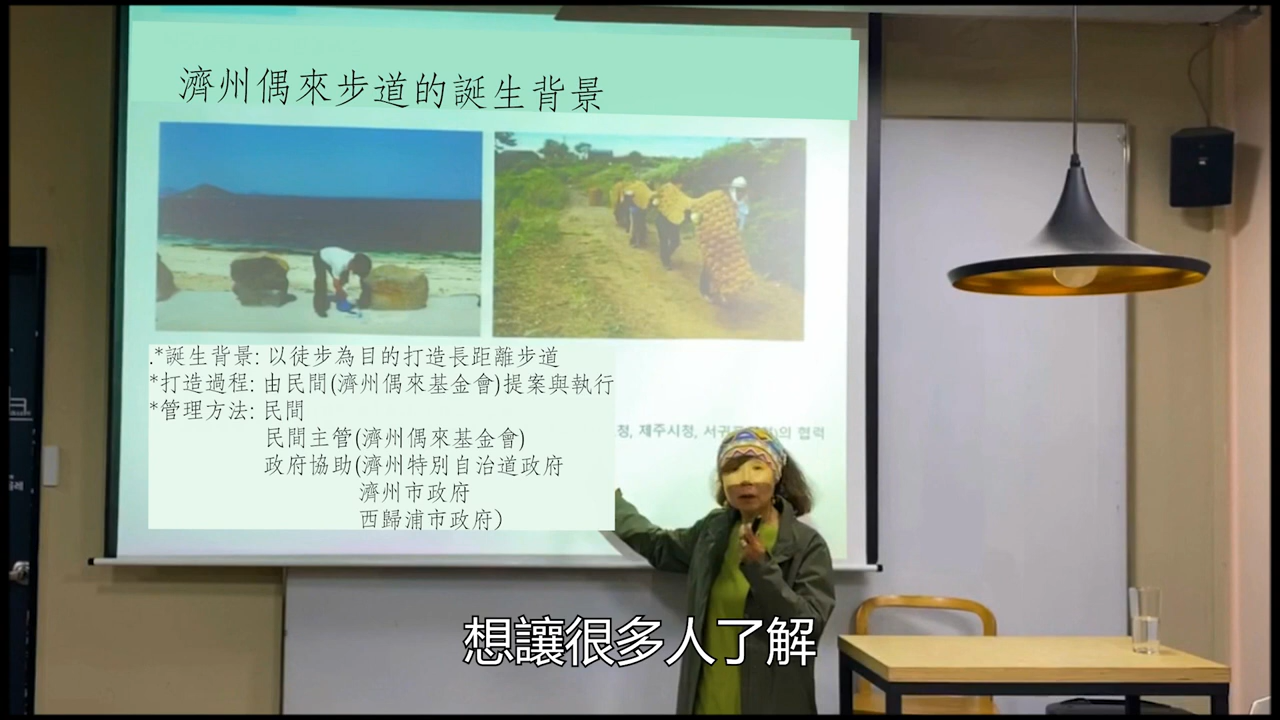 濟州偶來步道的誕生背景
.*誕生背景: 以徒步為目的打造長距離步道
*打造過程: 由民間(濟州偶來基金會)提案與執行
*管理方法: 民間
民間主管(濟州偶來基金會)
청, 제주시청, 서귀 의 협력
政府協助(濟州特別自治道政府
濟州市政府
西歸浦市政府)
想讓很多人了解